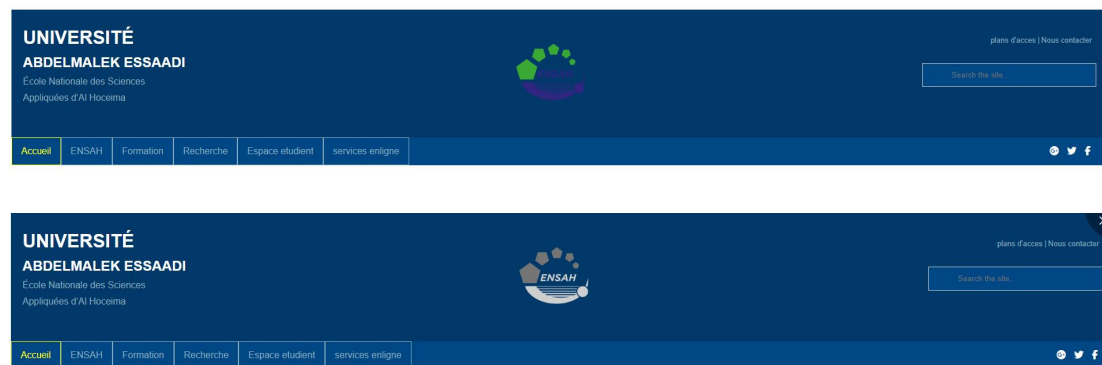 UNIVERSITÉ
ABDELMALEK ESSAADI
École Nationale des Sciences
Appliquées d'Al Hoceima
ENSAH
plans d'acces | Nous contacter
Search the site...
Accueil ENSAH Formation Recherche Espace etudient services enligne
UNIVERSITÉ
ABDELMALEK ESSAADI
École Nationale des Sciences
Appliquées d'Al Hoceima
ENSAH
plans d'acces | Nous contacter
Search the site...
Accueil ENSAH Formation Recherche Espace etudient services enligne